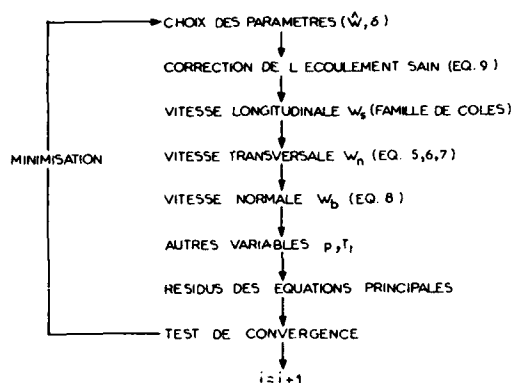 CHOIX DES PARAMETRES (Ŵ, δ)
CORRECTION DE L ECOULEMENT SAIN (EQ. 9)
VITESSE LONGITUDINALE Ws (FAMILLE DE COLES)
MINIMISATION
VITESSE TRANSVERSALE Wn (EQ. 5,6,7)
VITESSE NORMALE Wb (EQ. 8)
AUTRES VARIABLES p, T,
RESIDUS DES EQUATIONS PRINCIPALES
TEST DE CONVERGENCE
i = i+1